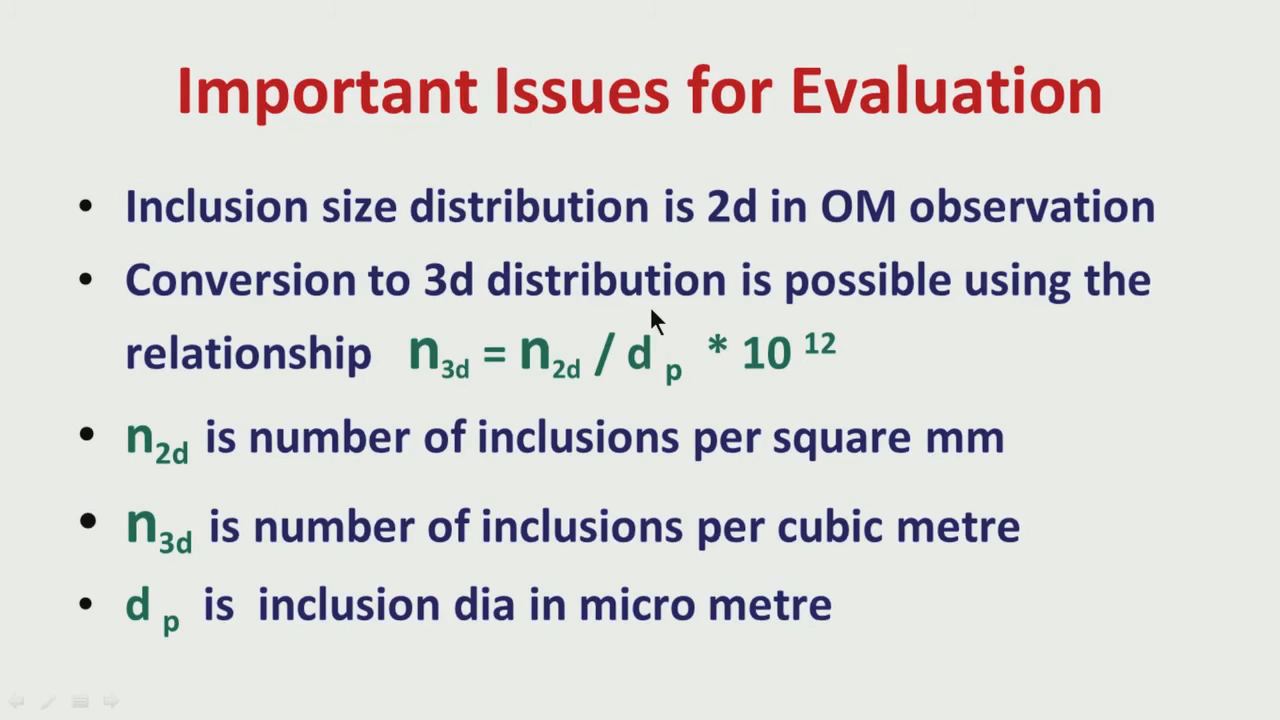 Important Issues for Evaluation
• Inclusion size distribution is 2d in OM observation
• Conversion to 3d distribution is possible using the
relationship n3d = n2d / d p * 10 12
• n2d is number of inclusions per square mm
• n3d is number of inclusions per cubic metre
• d p is inclusion dia in micro metre